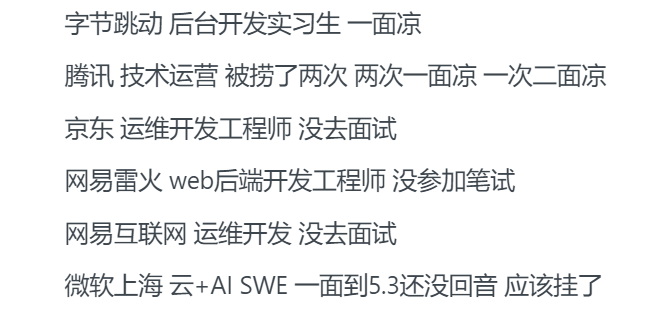 字节跳动 后台开发实习生 一面凉
腾讯 技术运营 被捞了两次 两次一面凉 一次二面凉
京东 运维开发工程师 没去面试
网易雷火 web后端开发工程师 没参加笔试
网易互联网 运维开发 没去面试
微软上海 云+AI SWE 一面到5.3还没回音 应该挂了